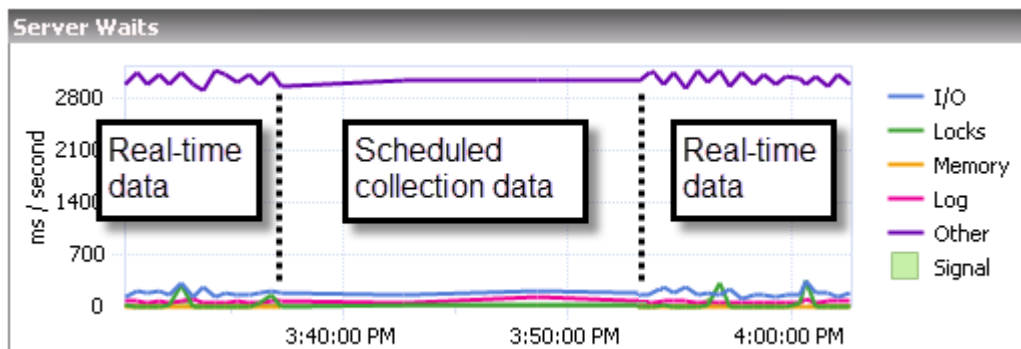 Server Waits
ms / second
2800
2100
1400
700
0
Real-time
data
Scheduled
collection data
Real-time
data
3:40:00 PM
3:50:00 PM
4:00:00 PM
I/O
Locks
Memory
Log
Other
Signal